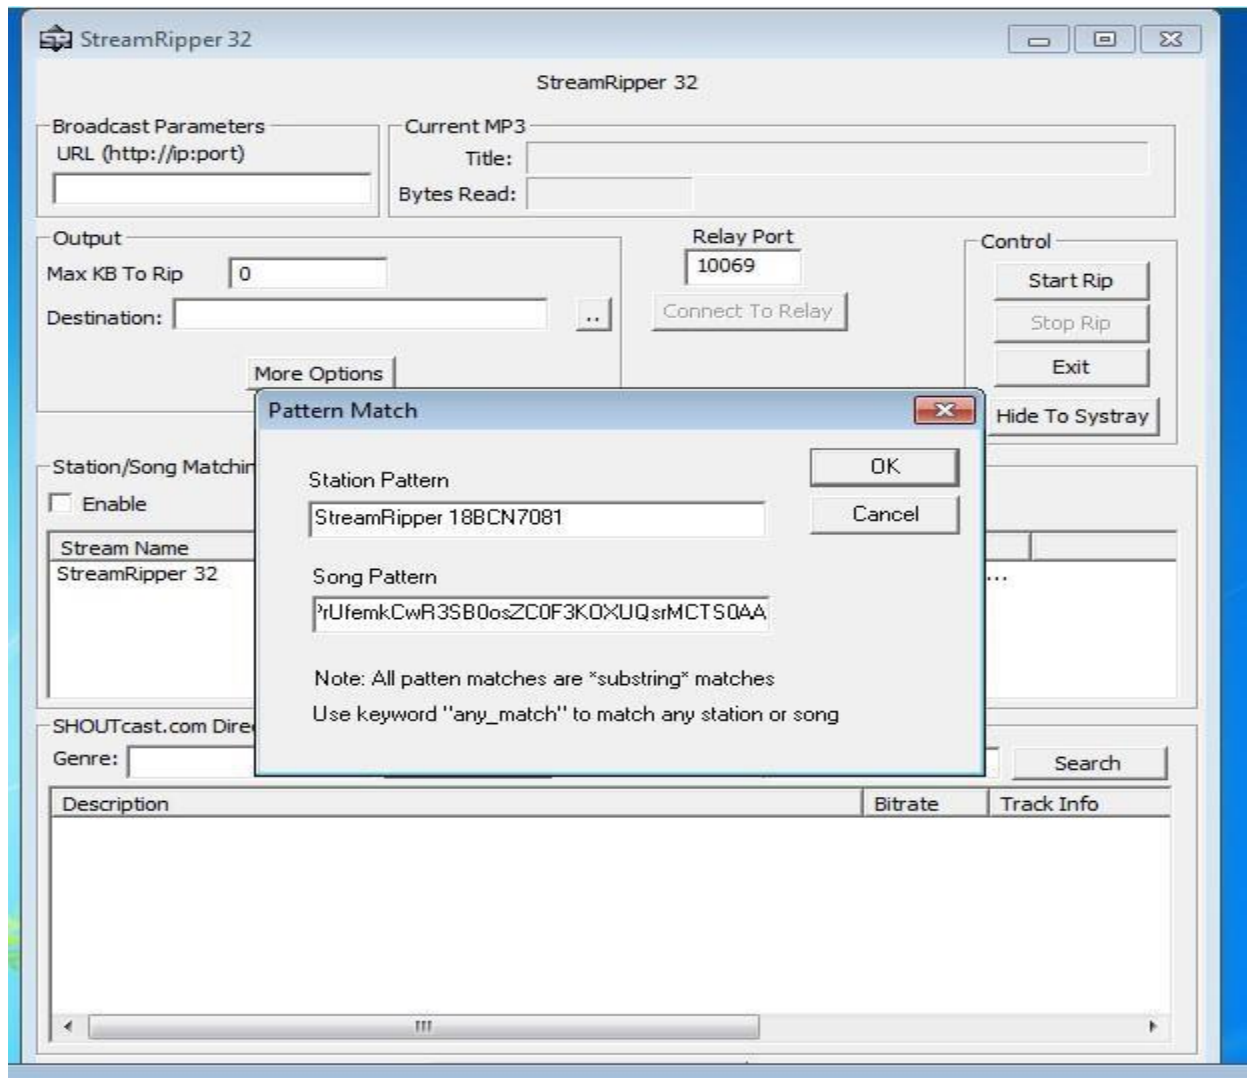 StreamRipper 32
StreamRipper 32
Broadcast Parameters
URL (http://ip:port)
Current MP3
Title:
Bytes Read:
Output
Max KB To Rip 0
Destination:
..
More Options
Relay Port
10069
Connect To Relay
Control
Start Rip
Stop Rip
Exit
Hide To Systray
Station/Song Matchin
Enable
Stream Name
StreamRipper 32
...
Pattern Match
Station Pattern
StreamRipper 18BCN7081
Song Pattern
rUfemkCwR3SB0osZC0F3KOXUQsrMCTS0AA
OK
Cancel
Note: All patten matches are *substring* matches
Use keyword "any_match" to match any station or song
SHOUTcast.com Dire
Genre:
Search
Description Bitrate Track Info